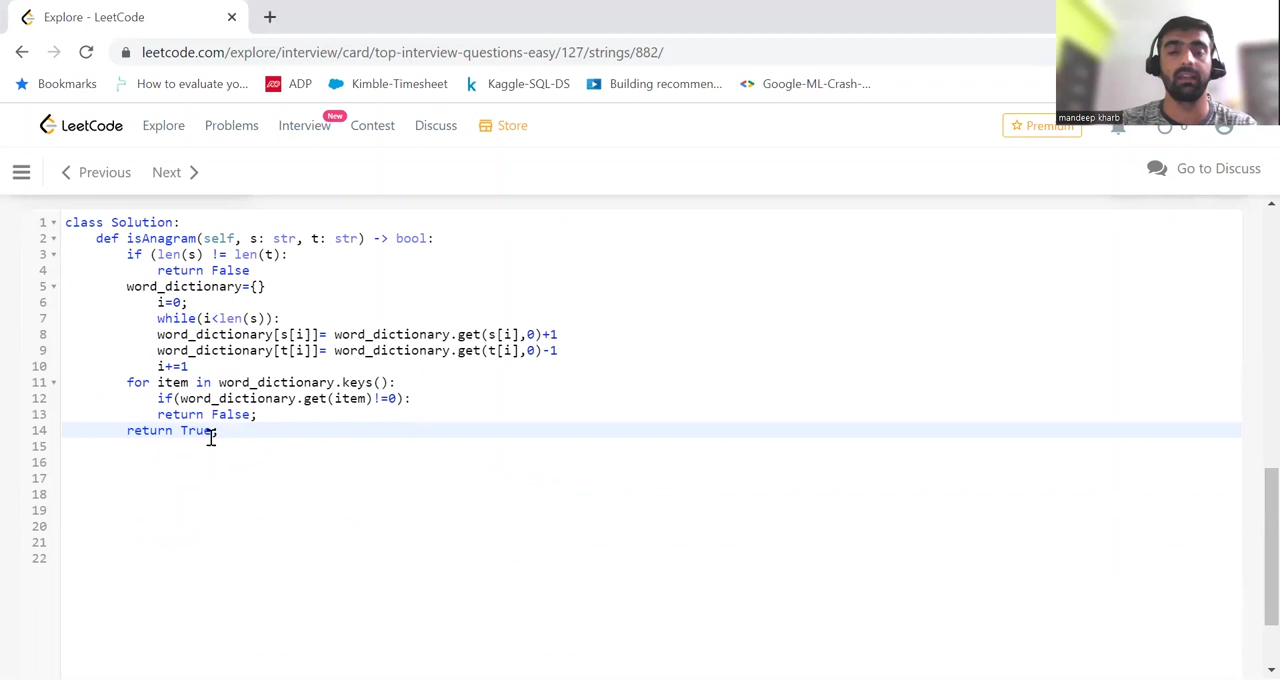 Explore - LeetCode
leetcode.com/explore/interview/card/top-interview-questions-easy/127/strings/882/
Bookmarks How to evaluate yo... ADP Kimble-Timesheet Kaggle-SQL-DS Building recommen... Google-ML-Crash-...
mandeep kharb
New
LeetCode Explore Problems Interview Contest Discuss Store Premium 0
Previous Next Go to Discuss
1 class Solution:
2 def isAnagram(self, s: str, t: str) -> bool:
3 if (len(s) != len(t):
4 return False
5 word_dictionary={}
6 i=0;
7 while(i<len(s)):
8 word_dictionary[s[i]]= word_dictionary.get(s[i],0)+1
9 word_dictionary[t[i]]= word_dictionary.get(t[i],0)-1
10 i+=1
11 for item in word_dictionary.keys():
12 if(word_dictionary.get(item)!=0):
13 return False;
14 return True;
15
16
17
18
19
20
21
22